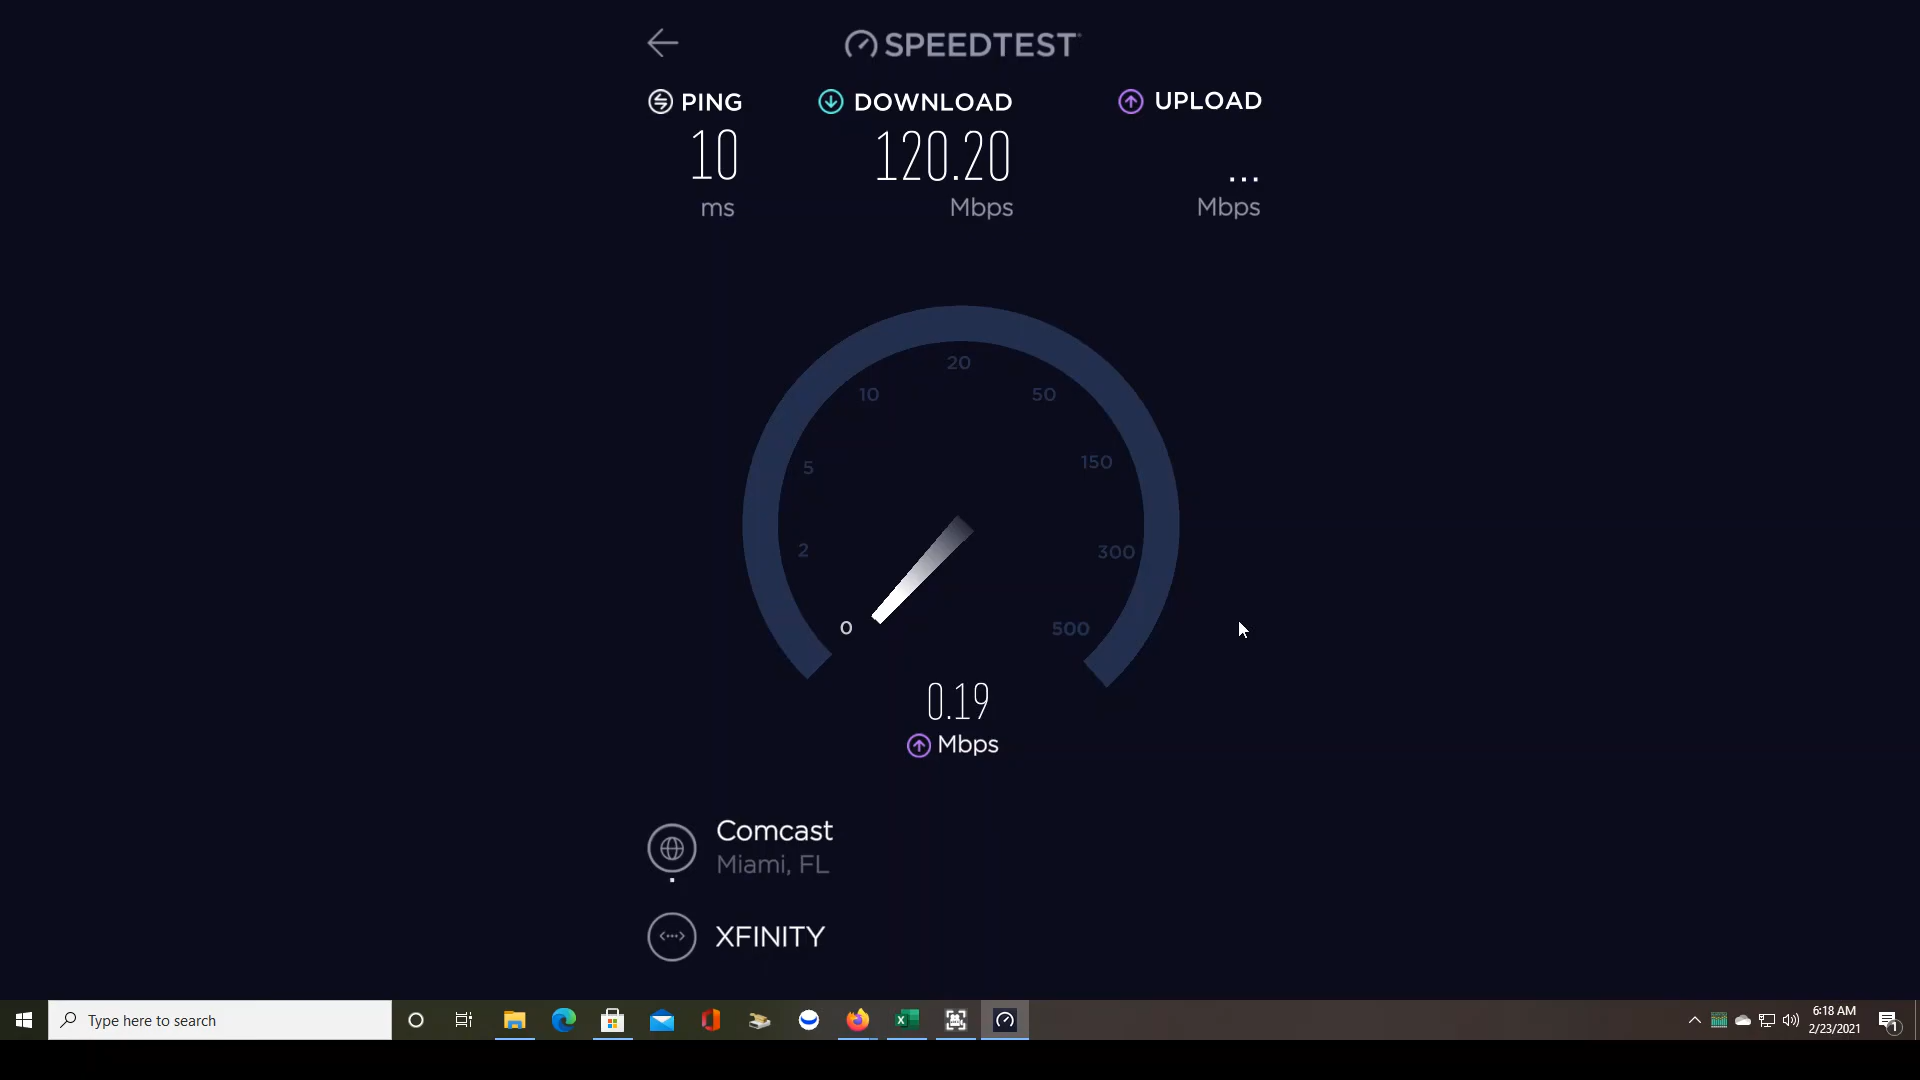 SPEEDTEST
PING
DOWNLOAD
UPLOAD
10
120.20
...
ms
Mbps
Mbps
20
10
50
5
150
2
300
0
500
0.19
Mbps
Comcast
Miami, FL
XFINITY
Type here to search
6:18 AM
2/23/2021
1